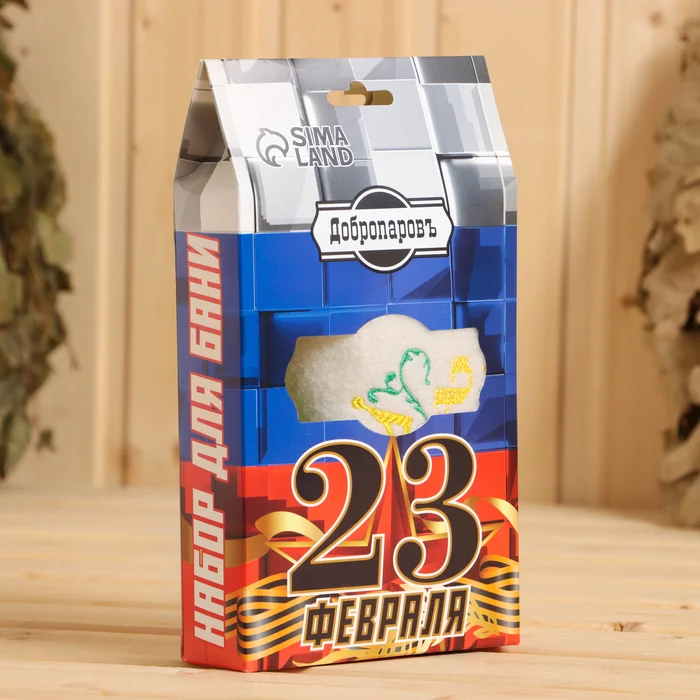 SIMA
LAND
Добропаровъ
НАБОР ДЛЯ БАНИ
23
ФЕВРАЛЯ